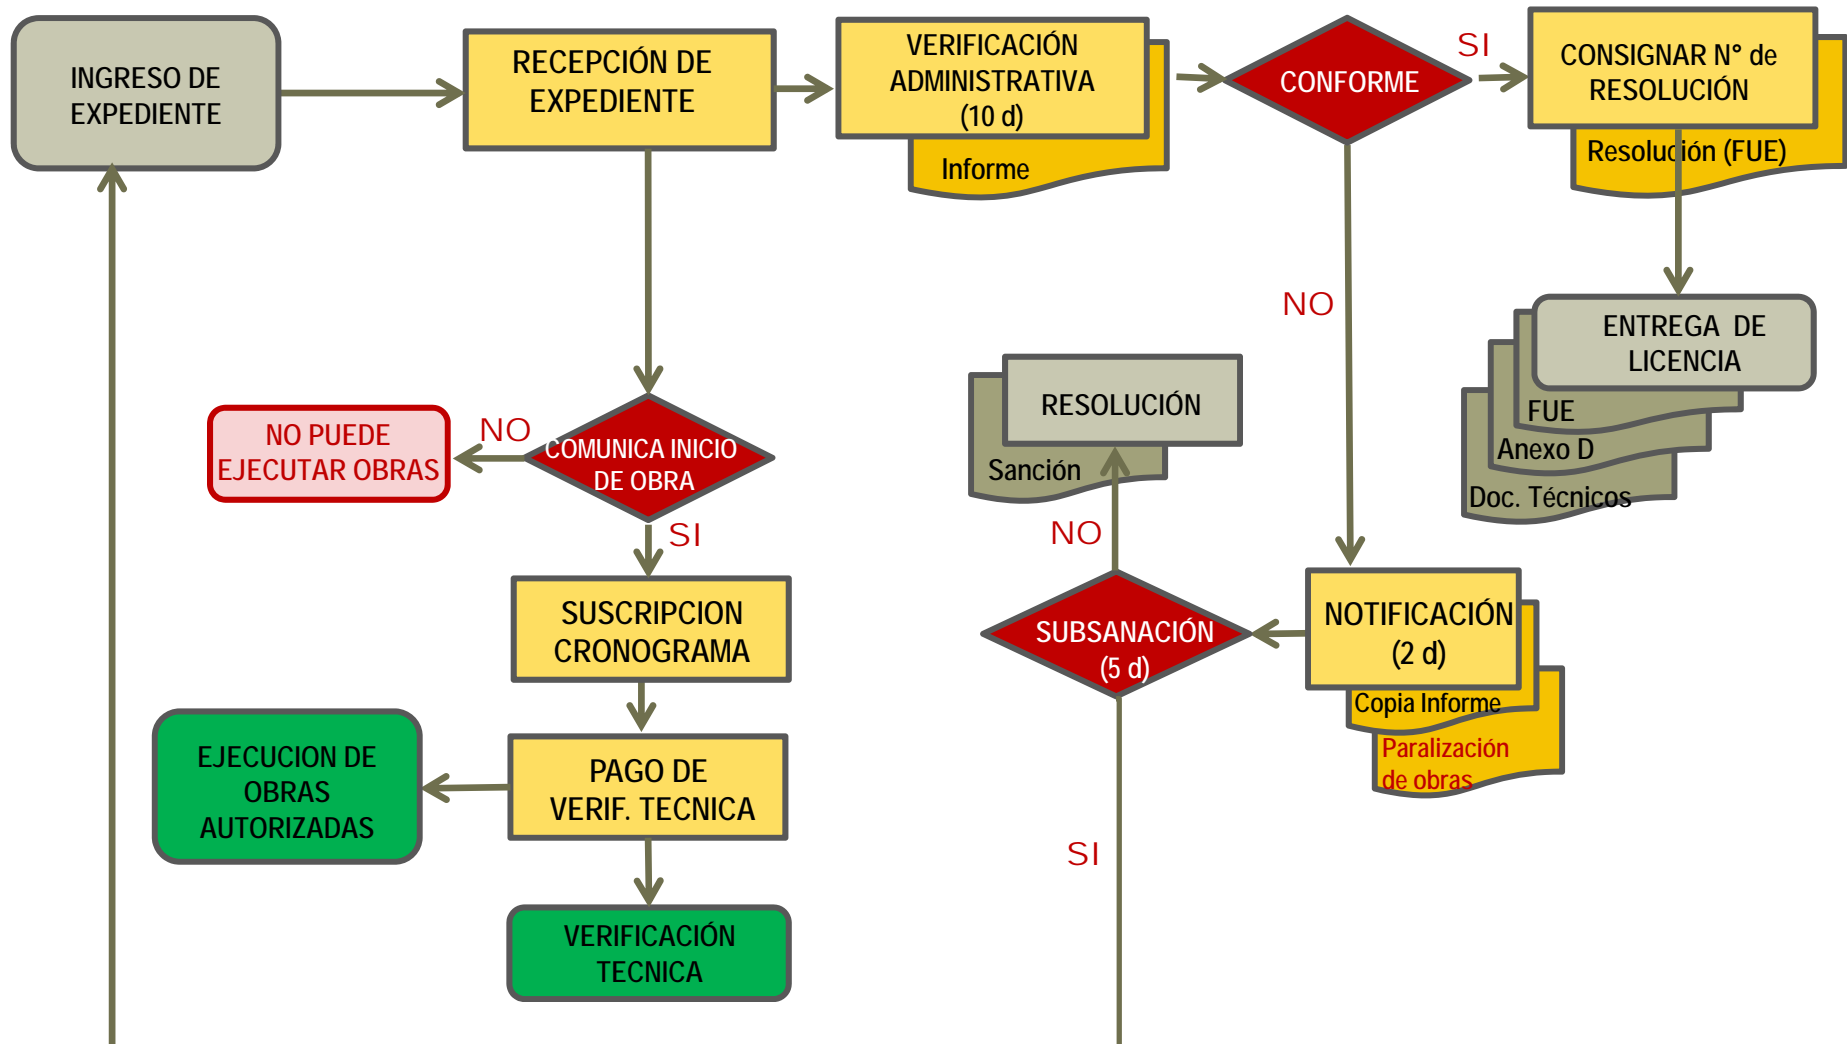 INGRESO DE
EXPEDIENTE
RECEPCIÓN DE
EXPEDIENTE
VERIFICACIÓN
ADMINISTRATIVA
(10 d)
Informe
CONFORME
SI
CONSIGNAR N° de
RESOLUCIÓN
Resolución (FUE)
NO
ENTREGA DE
LICENCIA
FUE
Anexo D
Doc. Técnicos
RESOLUCIÓN
Sanción
NO
NO PUEDE
EJECUTAR OBRAS
NO
COMUNICA INICIO
DE OBRA
SI
SUSCRIPCION
CRONOGRAMA
SUBSANACIÓN
(5 d)
NOTIFICACIÓN
(2 d)
Copia Informe
Paralización
de obras
EJECUCION DE
OBRAS
AUTORIZADAS
PAGO DE
VERIF. TECNICA
SI
VERIFICACIÓN
TECNICA